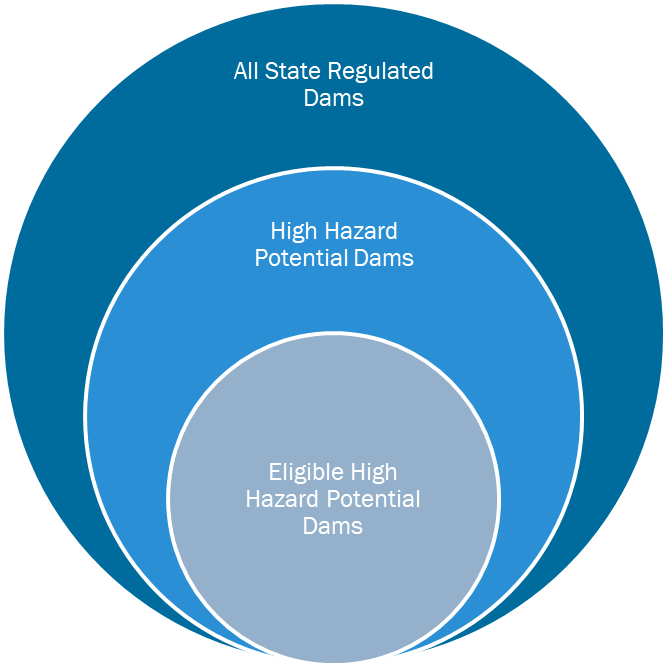 All State Regulated
Dams
High Hazard
Potential Dams
Eligible High
Hazard Potential
Dams